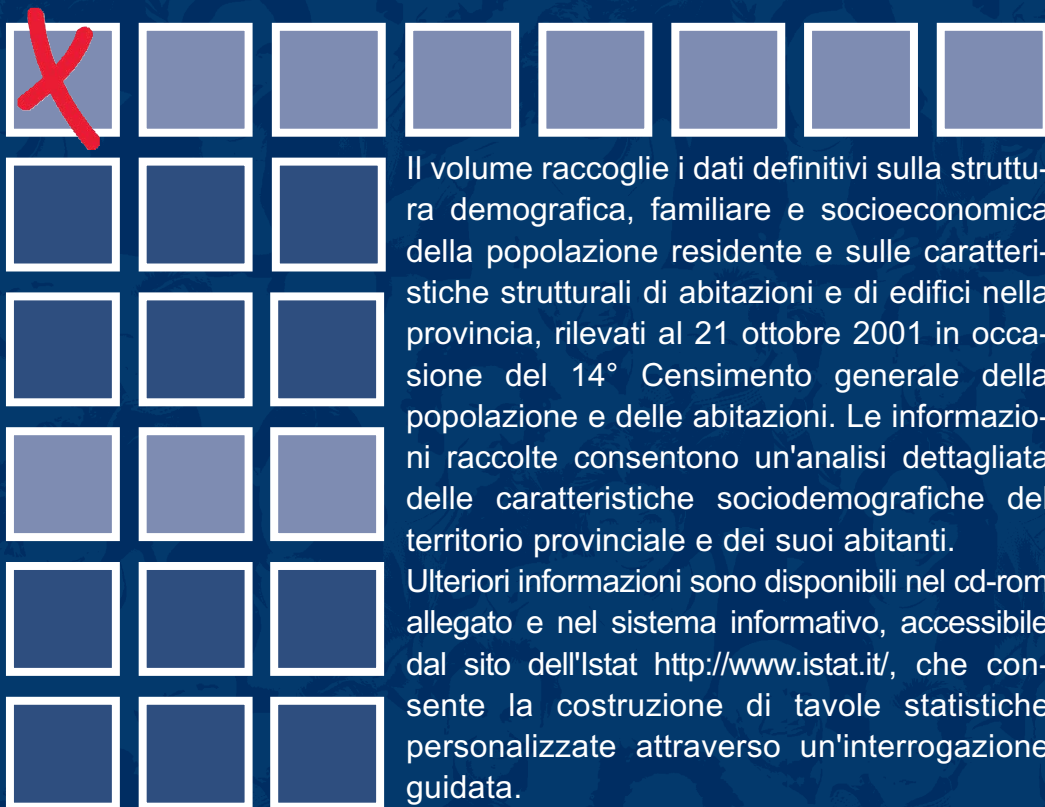 Il volume raccoglie i dati definitivi sulla struttu-
ra demografica, familiare e socioeconomica
della popolazione residente e sulle caratteri-
stiche strutturali di abitazioni e di edifici nella
provincia, rilevati al 21 ottobre 2001 in occa-
sione del 14° Censimento generale della
popolazione e delle abitazioni. Le informazio-
ni raccolte consentono un'analisi dettagliata
delle caratteristiche sociodemografiche del
territorio provinciale e dei suoi abitanti.
Ulteriori informazioni sono disponibili nel cd-rom
allegato e nel sistema informativo, accessibile
dal sito dell'Istat http://www.istat.it/, che con-
sente la costruzione di tavole statistiche
personalizzate attraverso un'interrogazione
guidata.